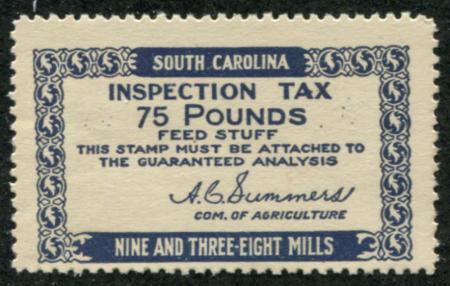 SOUTH CAROLINA
INSPECTION TAX
75 POUNDS
FEED STUFF
THIS STAMP MUST BE ATTACHED TO
THE GUARANTEED ANALYSIS
A.C. Summers
COM. OF AGRICULTURE
NINE AND THREE-EIGHT MILLS